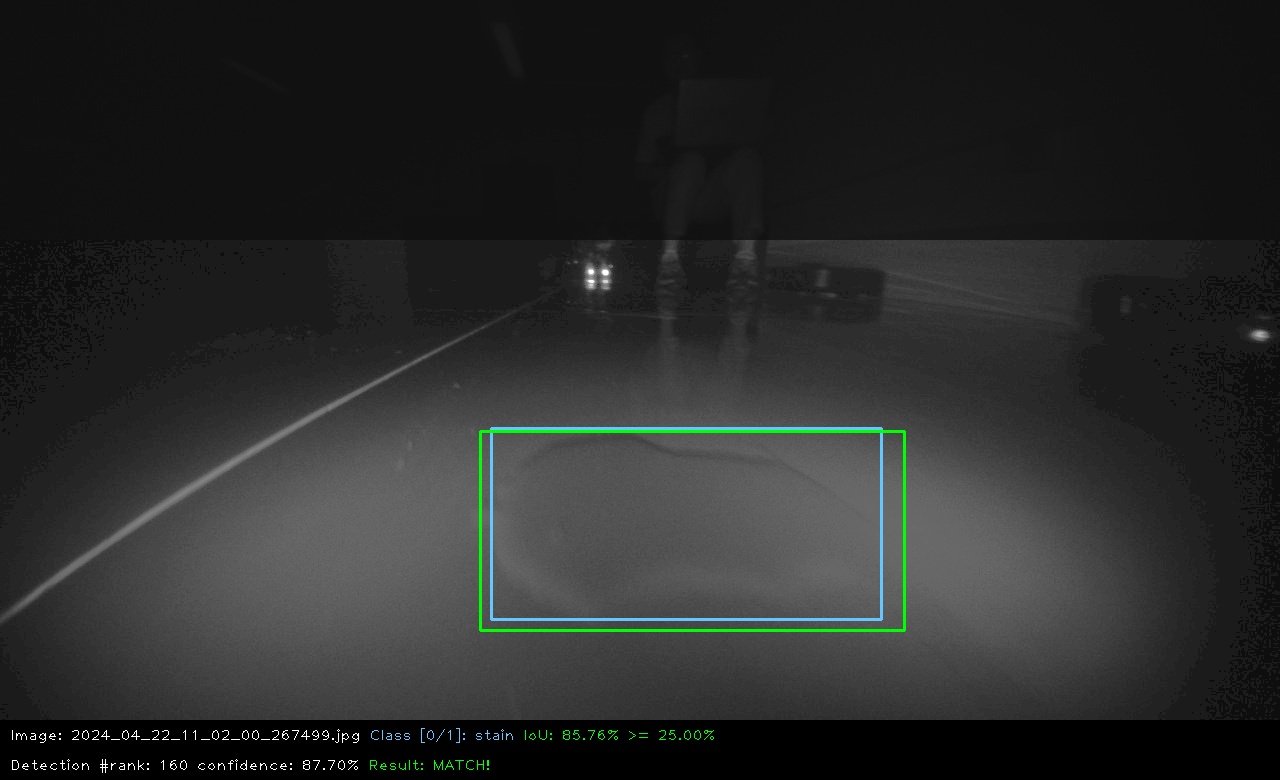 Image: 2024_04_22_11_02_00_267499.jpg Class [0/1]: stain IoU: 85.76% >= 25.00%
Detection #rank: 160 confidence: 87.70% Result: MATCH!